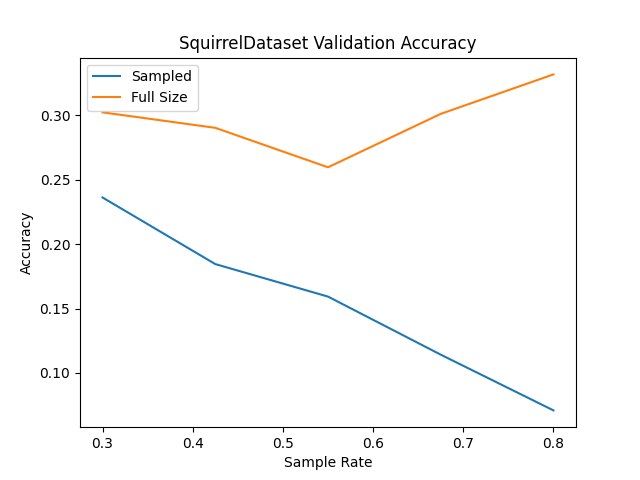 SquirrelDataset Validation Accuracy
Sampled
Full Size
0.30
0.25
0.20
0.15
0.10
Accuracy
0.3 0.4 0.5 0.6 0.7 0.8
Sample Rate